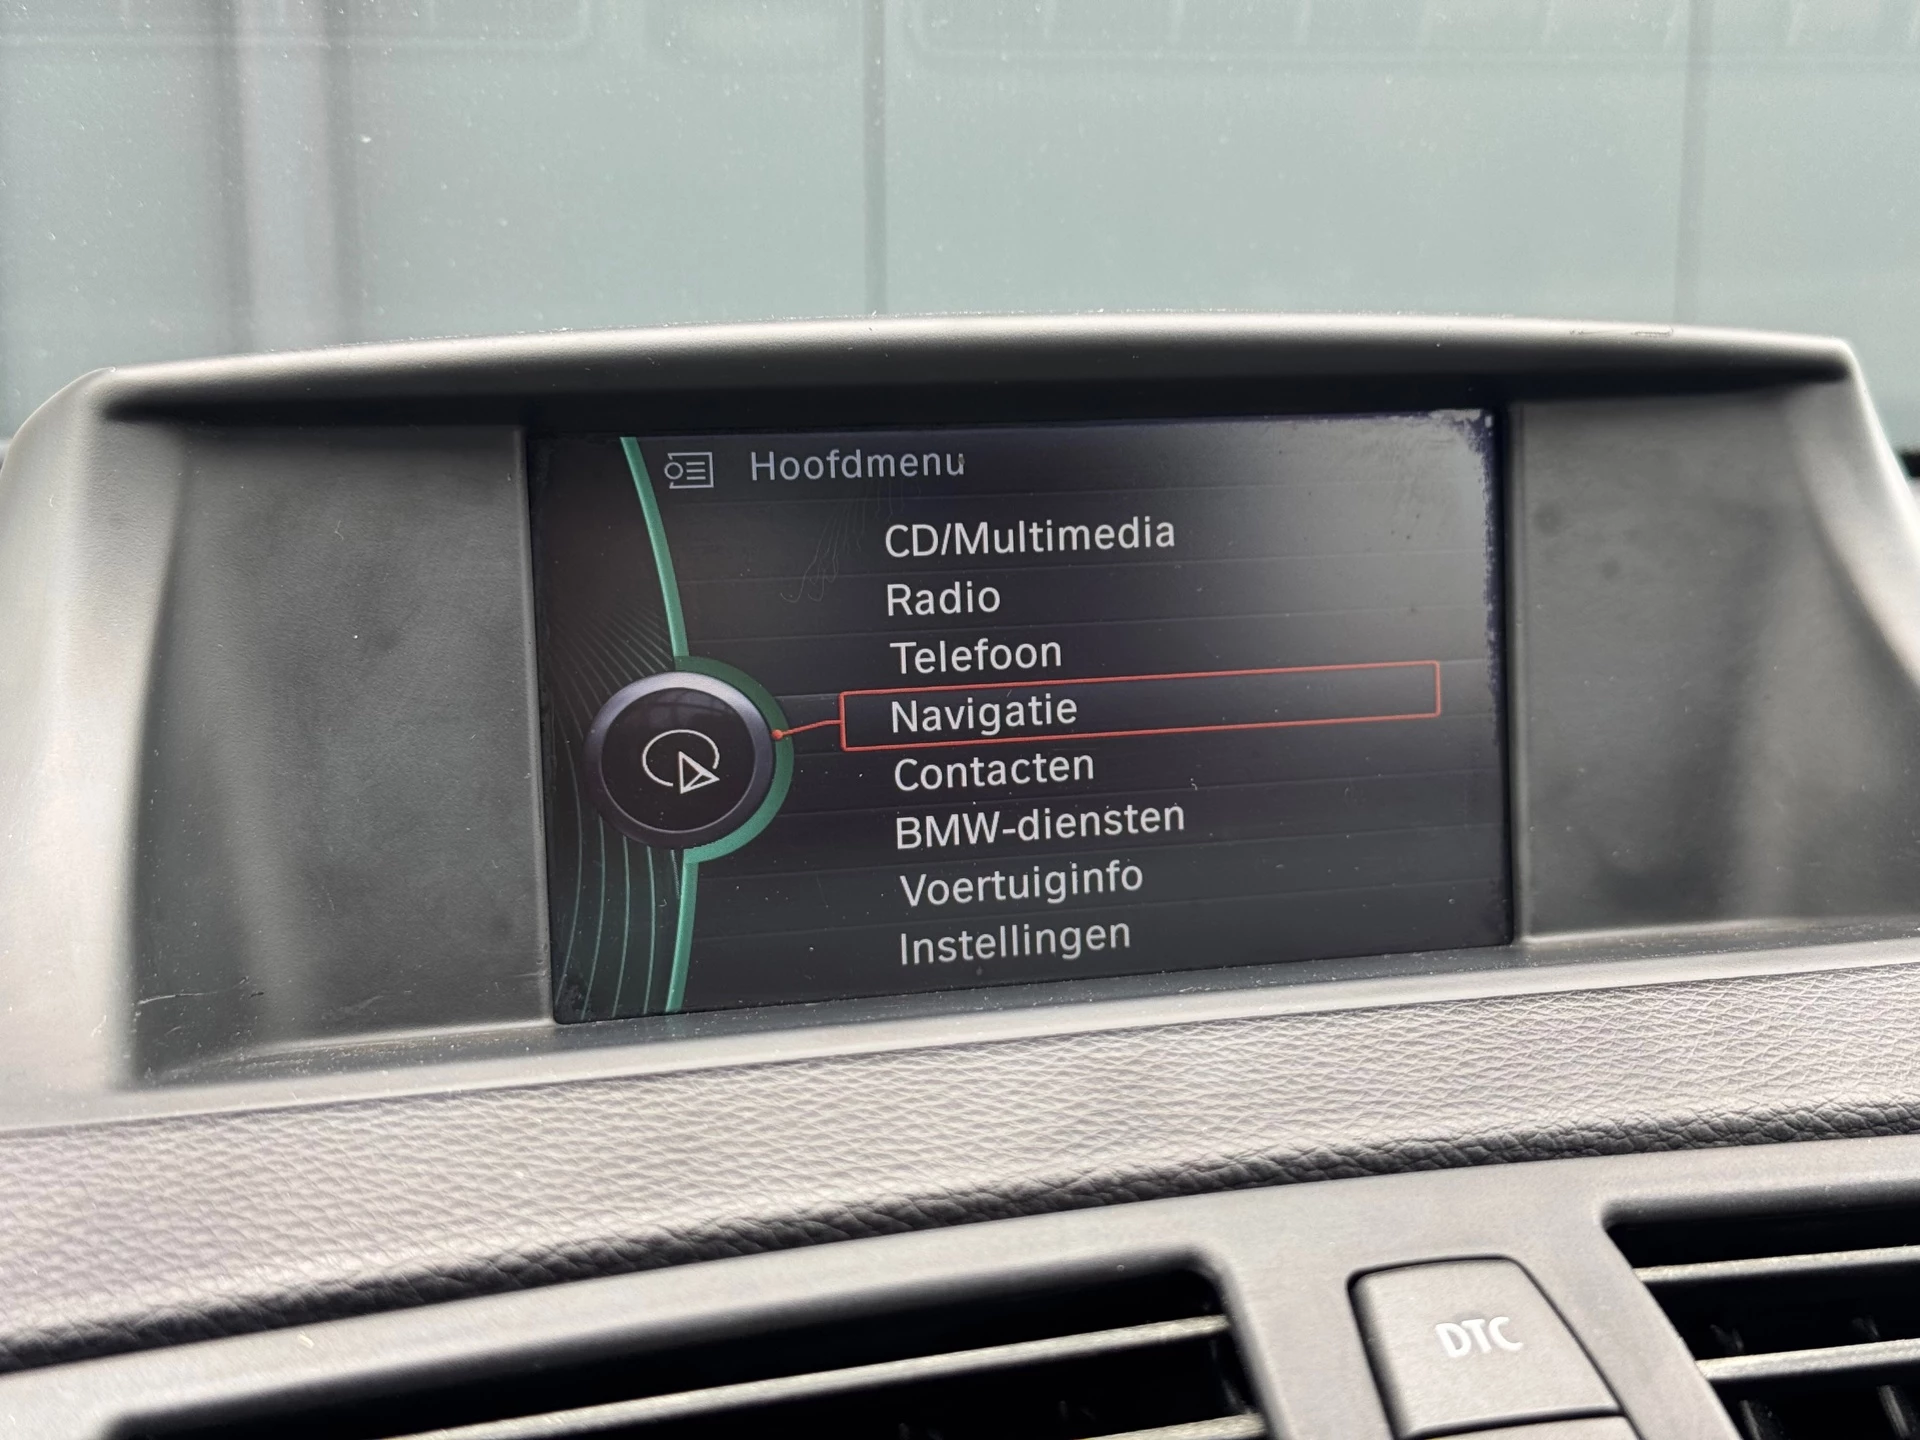 Hoofdmenu
CD/Multimedia
Radio
Telefoon
Navigatie
Contacten
BMW-diensten
Voertuiginfo
Instellingen
DTC